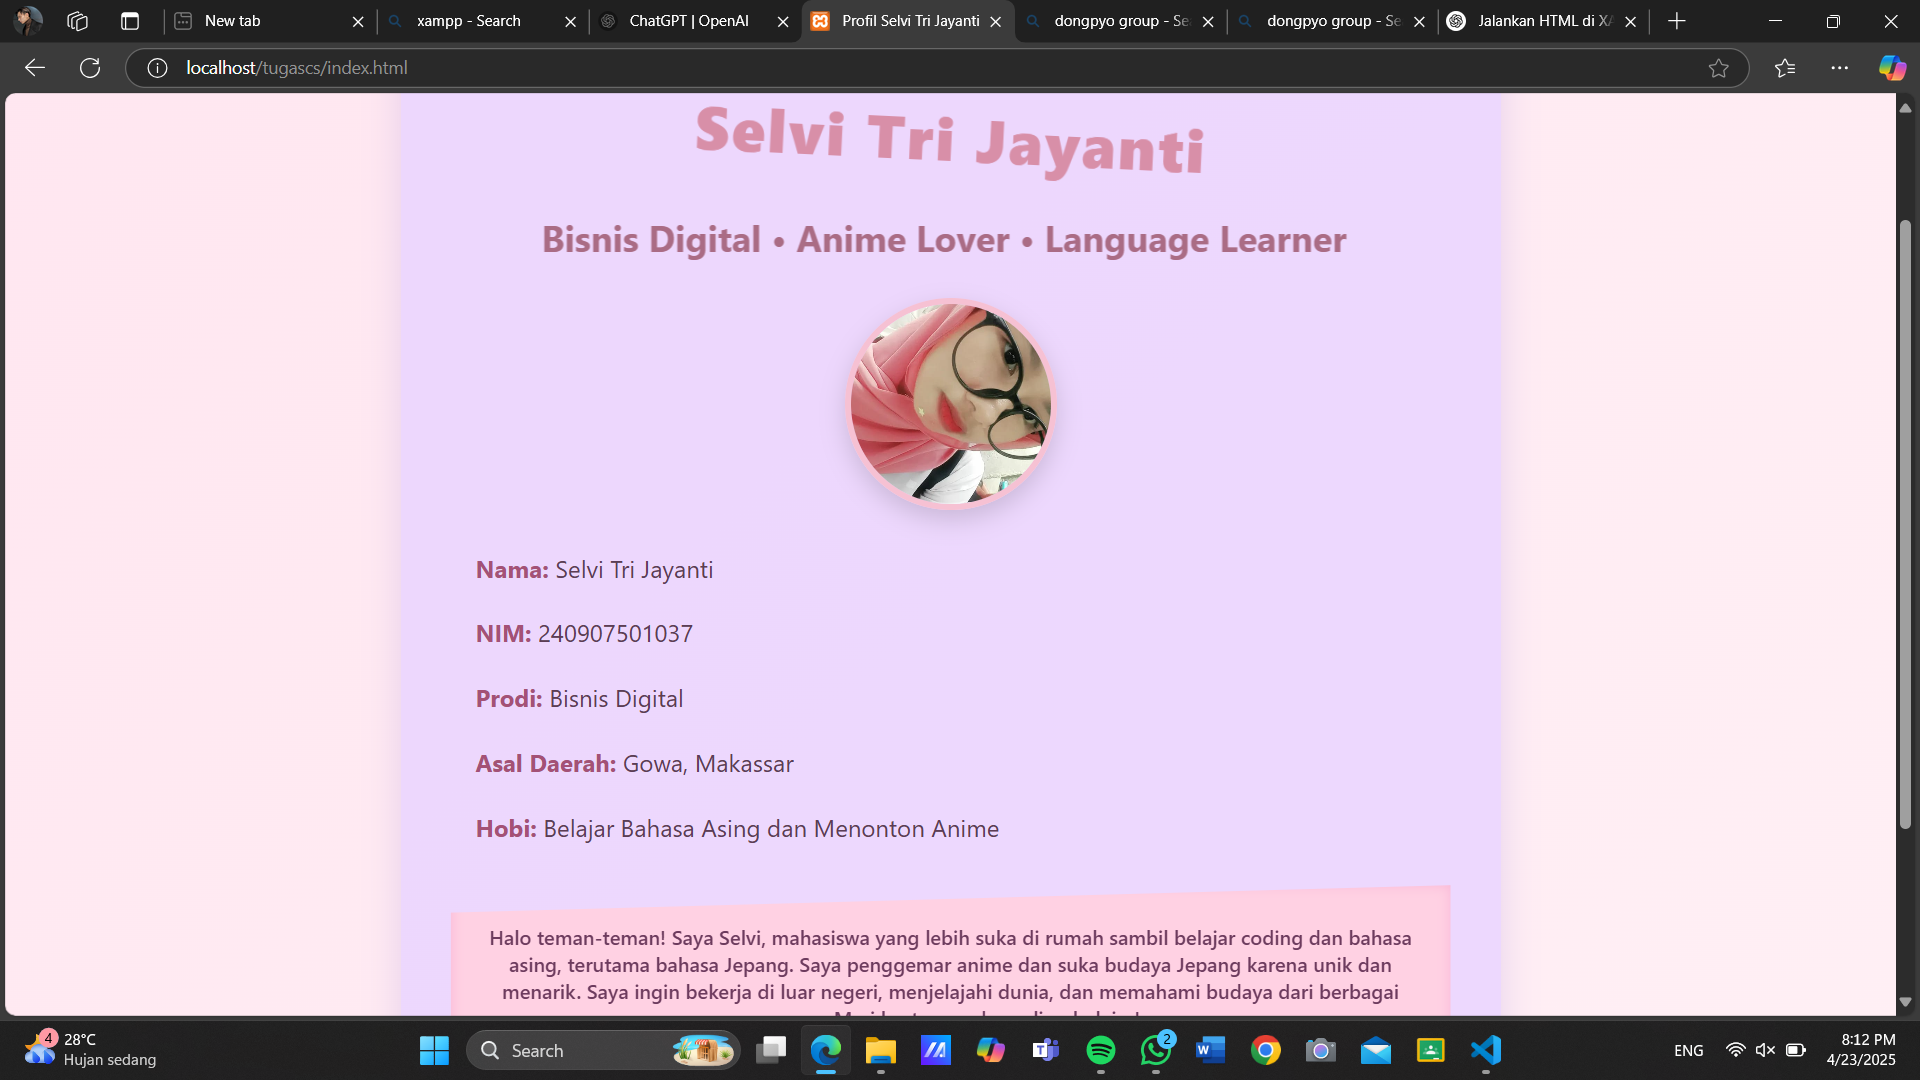 New tab
xampp - Search
ChatGPT | OpenAI
Profil Selvi Tri Jayanti
dongpyo group - Se
dongpyo group - Se
Jalankan HTML di XA
localhost/tugascs/index.html
Selvi Tri Jayanti
Bisnis Digital • Anime Lover • Language Learner
Nama: Selvi Tri Jayanti
NIM: 240907501037
Prodi: Bisnis Digital
Asal Daerah: Gowa, Makassar
Hobi: Belajar Bahasa Asing dan Menonton Anime
Halo teman-teman! Saya Selvi, mahasiswa yang lebih suka di rumah sambil belajar coding dan bahasa
asing, terutama bahasa Jepang. Saya penggemar anime dan suka budaya Jepang karena unik dan
menarik. Saya ingin bekerja di luar negeri, menjelajahi dunia, dan memahami budaya dari berbagai
4
28°C
Hujan sedang
Search
2
ENG
8:12 PM
4/23/2025